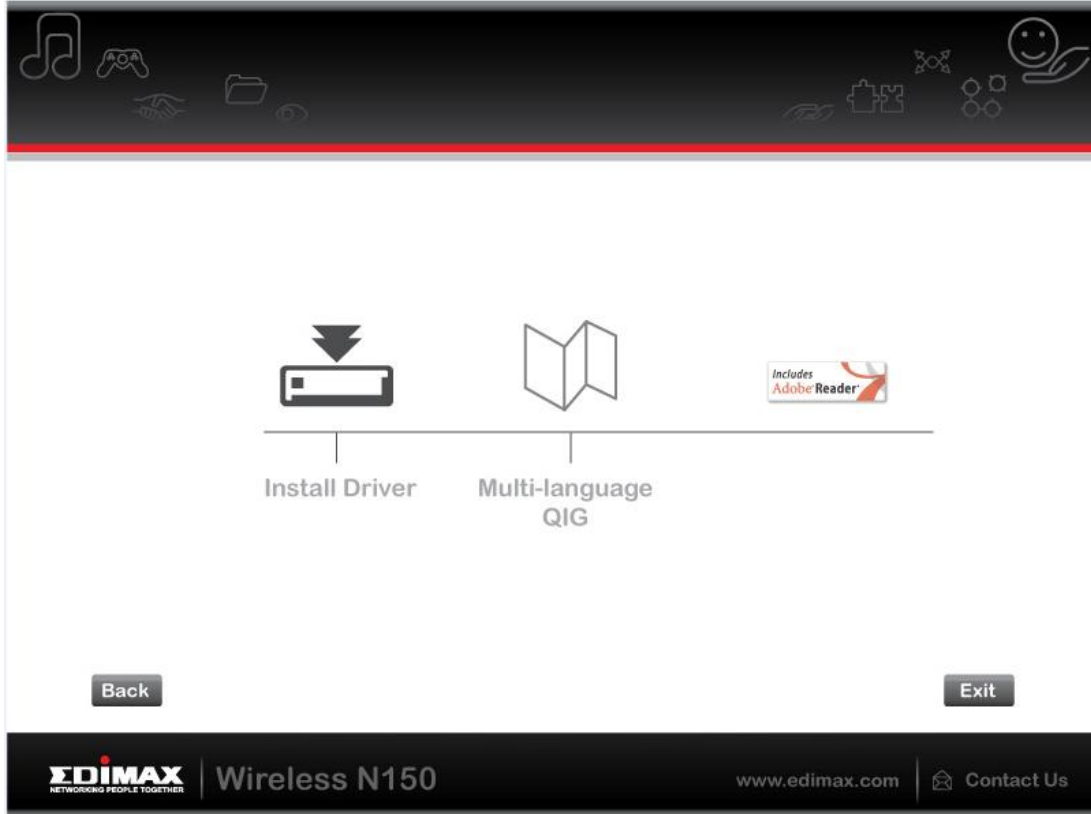 Includes
Adobe Reader
Install Driver
Multi-language
QIG
Back
Exit
EDIMAX
NETWORKING PEOPLE TOGETHER
Wireless N150
www.edimax.com
Contact Us